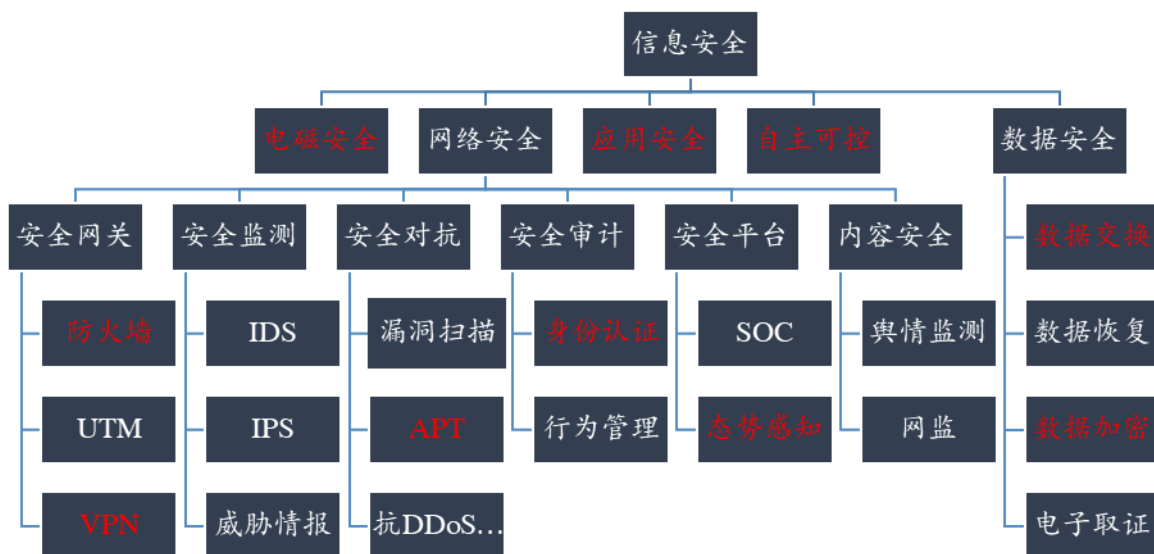 信息安全
电磁安全
网络安全
应用安全
自主可控
数据安全
安全网关
安全监测
安全对抗
安全审计
安全平台
内容安全
数据交换
防火墙
IDS
漏洞扫描
身份认证
SOC
舆情监测
数据恢复
UTM
IPS
APT
行为管理
态势感知
网监
数据加密
VPN
威胁情报
抗DDoS...
电子取证